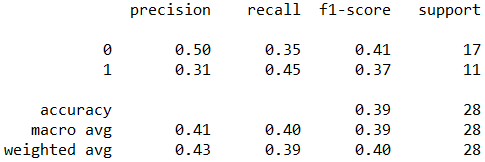 precision recall f1-score support
0 0.50 0.35 0.41 17
1 0.31 0.45 0.37 11
accuracy 0.39 28
macro avg 0.41 0.40 0.39 28
weighted avg 0.43 0.39 0.40 28